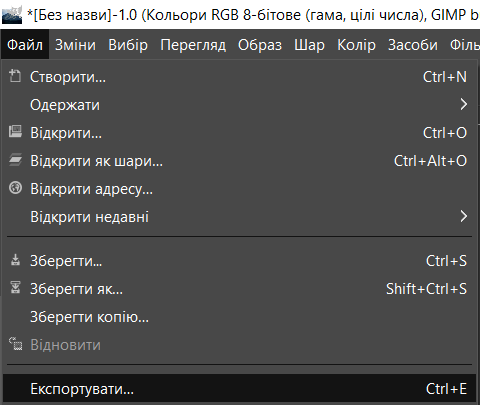 *[Без назви]-1.0 (Кольори RGB 8-бітове (гама, цілі числа), GIMP b
Файл Зміни Вибір Перегляд Образ Шар Колір Засоби Філь
Створити... Ctrl+N
Одержати
Відкрити... Ctrl+O
Відкрити як шари... Ctrl+Alt+O
Відкрити адресу...
Відкрити недавні
Зберегти... Ctrl+S
Зберегти як... Shift+Ctrl+S
Зберегти копію...
Відновити
Експортувати... Ctrl+E